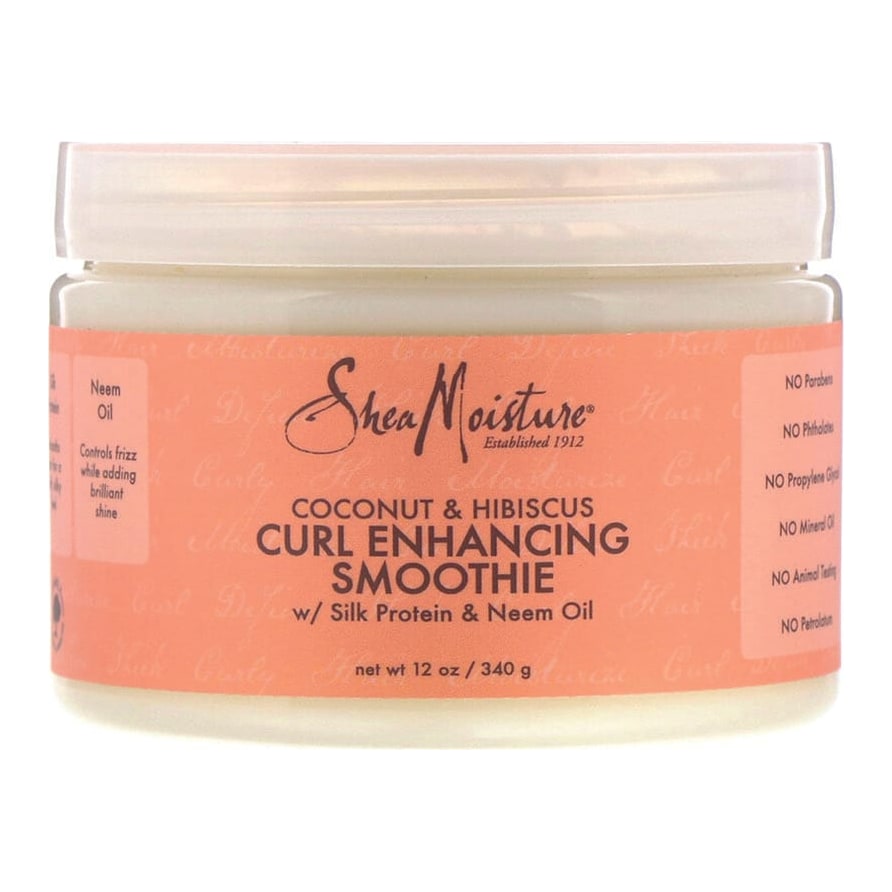 Shea Moisture®
Established 1912
COCONUT & HIBISCUS
CURL ENHANCING
SMOOTHIE
w/ Silk Protein & Neem Oil
net wt 12 oz / 340 g
Neem
Oil
Controls frizz
while adding
brilliant
shine
NO Parabens
NO Phthalates
NO Propylene Glycol
NO Mineral Oil
NO Animal Testing
NO Petrolatum